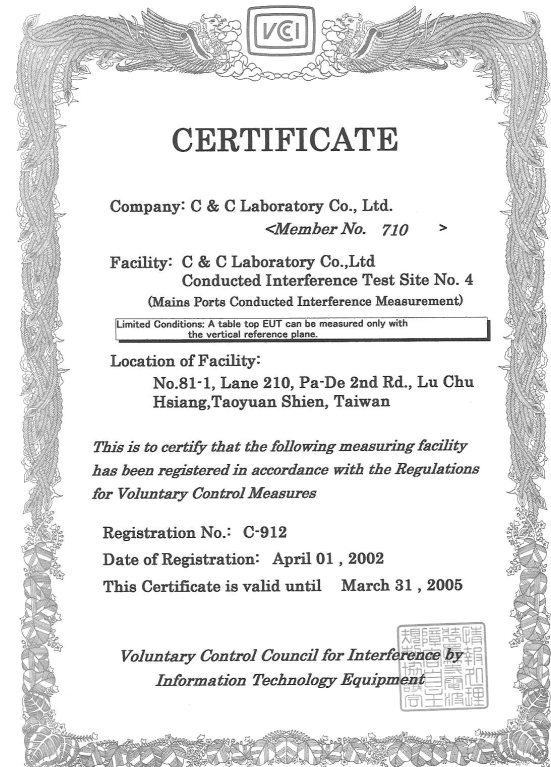 VCCI
CERTIFICATE
Company: C & C Laboratory Co., Ltd.
<Member No. 710 >
Facility: C & C Laboratory Co.,Ltd
Conducted Interference Test Site No. 4
(Mains Ports Conducted Interference Measurement)
Limited Conditions: A table top EUT can be measured only with
the vertical reference plane.
Location of Facility:
No.81-1, Lane 210, Pa-De 2nd Rd., Lu Chu
Hsiang,Taoyuan Shien, Taiwan
This is to certify that the following measuring facility
has been registered in accordance with the Regulations
for Voluntary Control Measures
Registration No.: C-912
Date of Registration: April 01 , 2002
This Certificate is valid until March 31 , 2005
Voluntary Control Council for Interference by
Information Technology Equipment